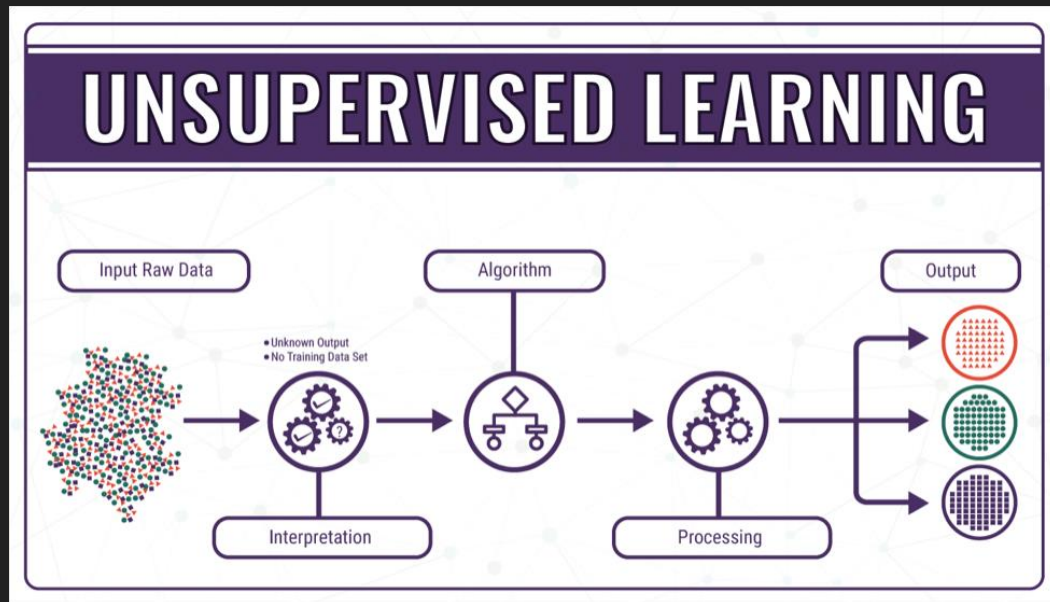 UNSUPERVISED LEARNING
Input Raw Data
Algorithm
Output
• Unknown Output
• No Training Data Set
?
Interpretation
Processing